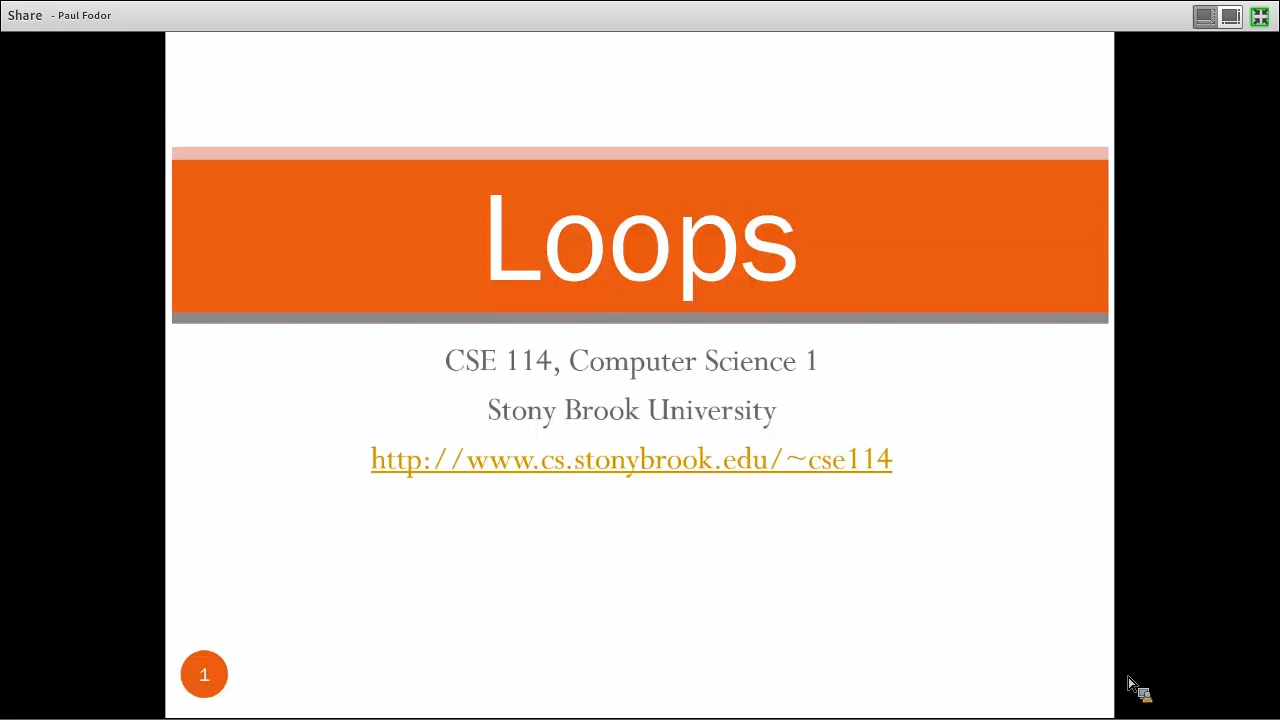 Share - Paul Fodor
Loops
CSE 114, Computer Science 1
Stony Brook University
http://www.cs.stonybrook.edu/~cse114
1